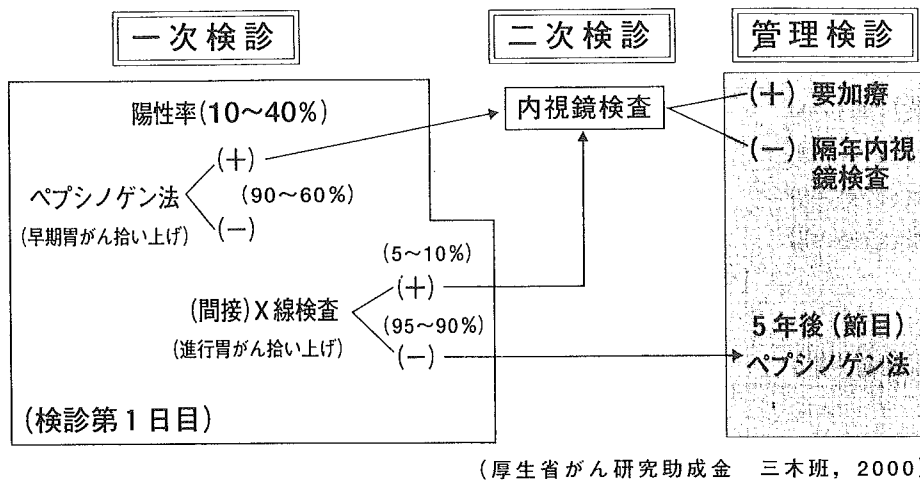 一次検診
二次検診
管理検診
陽性率(10～40%)
(+)
ペプシノゲン法
(90～60%)
(早期胃がん拾い上げ)
(−)
(5～10%)
(+)
(間接)X線検査
(95～90%)
(進行胃がん拾い上げ)
(−)
(検診第1日目)
内視鏡検査
(+) 要加療
(−) 隔年内視
鏡検査
5年後(節目)
ペプシノゲン法
(厚生省がん研究助成金 三木班, 2000)